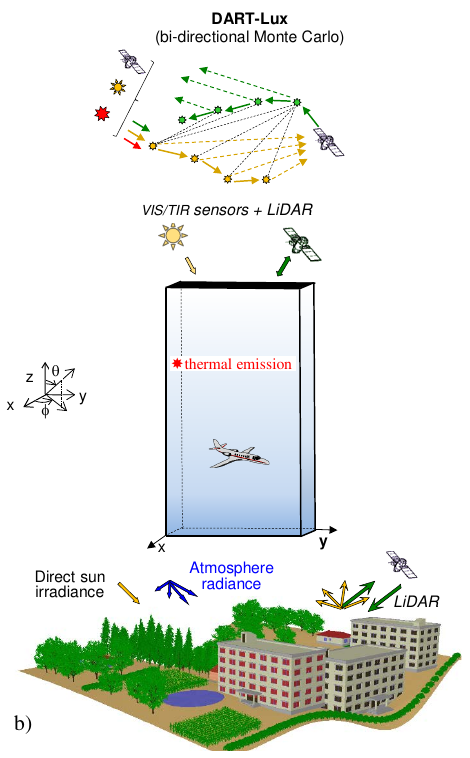 DART-Lux
(bi-directional Monte Carlo)
VIS/TIR sensors + LiDAR
thermal emission
z
θ
x
ϕ
y
x
y
Direct sun
irradiance
Atmosphere
radiance
LiDAR
b)